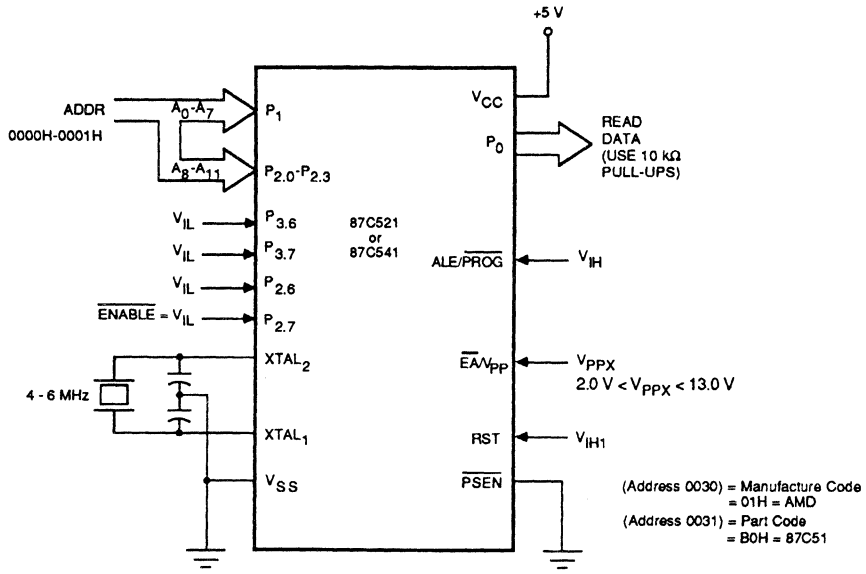 +5 V
ADDR
0000H-0001H
A0-A7
A8-A11
P1
P2.0-P2.3
VIL
P3.6
VIL
P3.7
VIL
P2.6
ENABLE = VIL
P2.7
XTAL2
4 - 6 MHz
XTAL1
VSS
87C521
or
87C541
VCC
P0
READ
DATA
(USE 10 kΩ
PULL-UPS)
ALE/PROG
VIH
EA/VPP
VPPX
2.0 V < VPPX < 13.0 V
RST
VIH1
PSEN
(Address 0030) = Manufacture Code
= 01H = AMD
(Address 0031) = Part Code
= B0H = 87C51